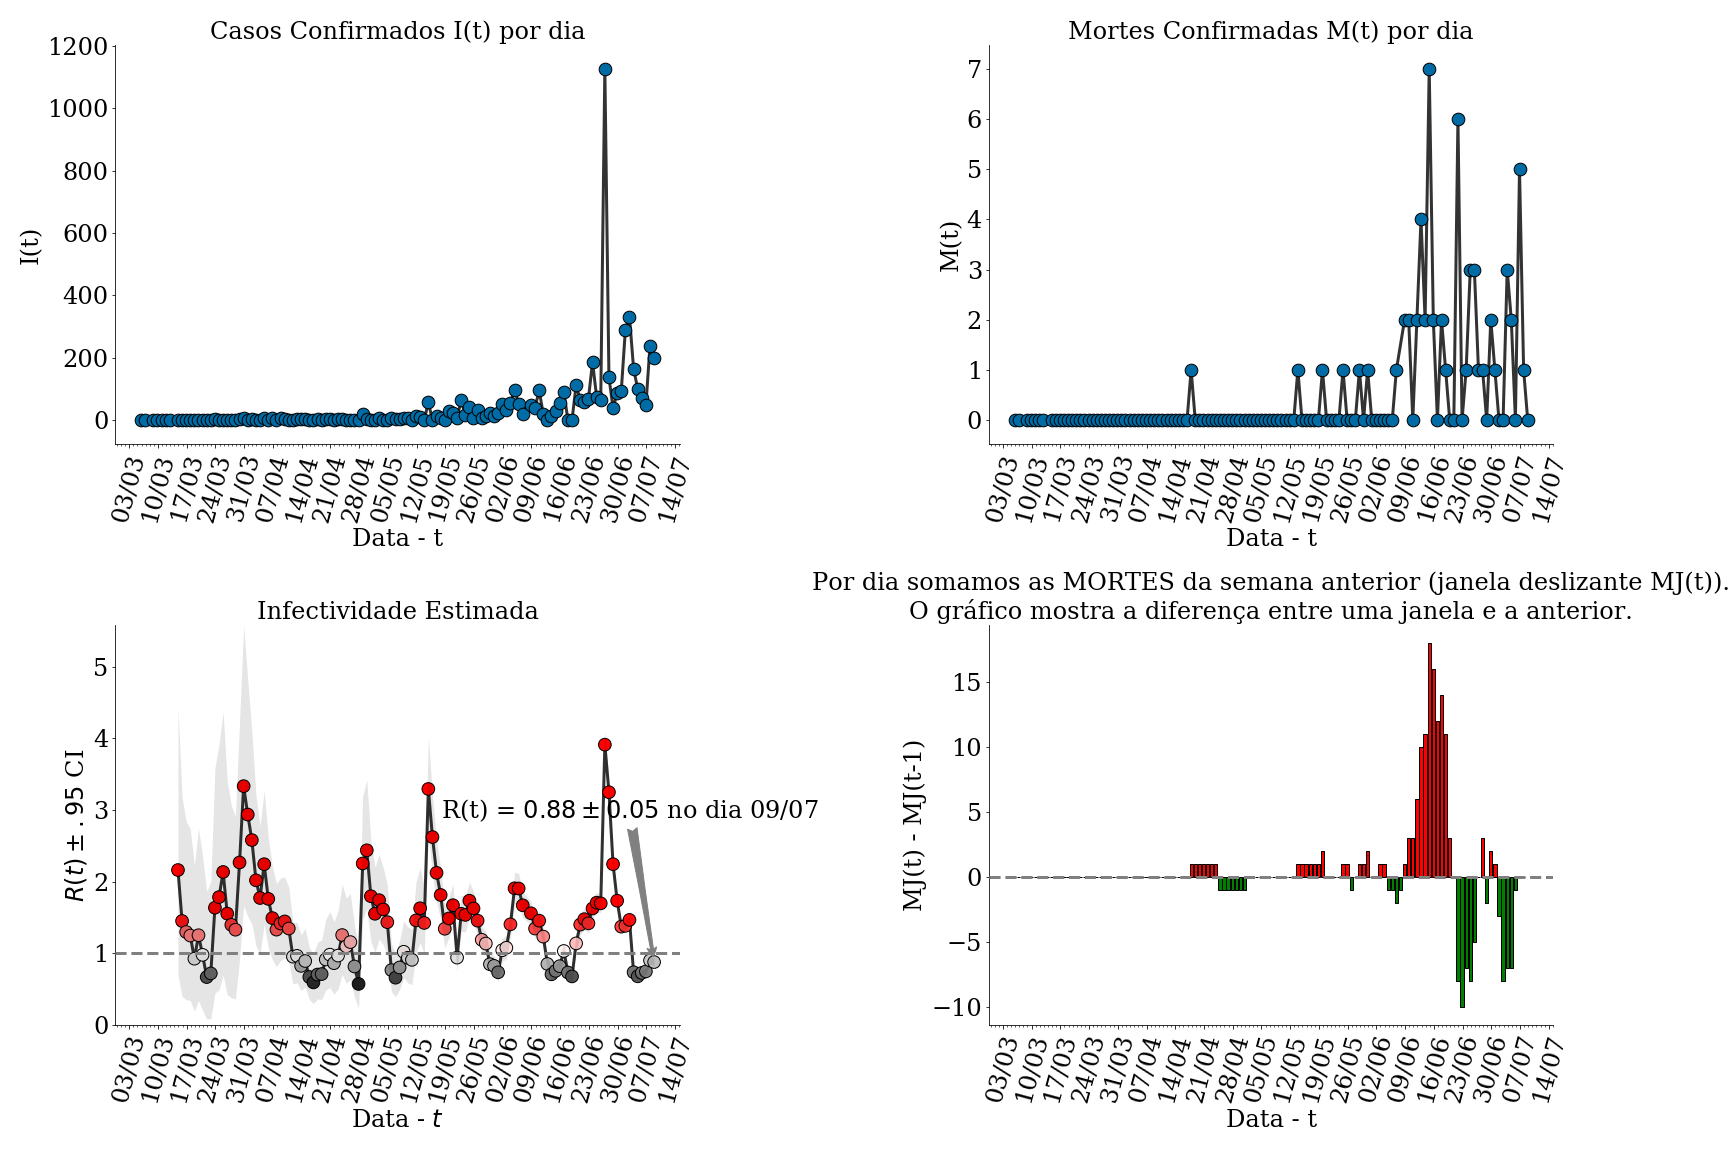 Casos Confirmados I(t) por dia
1200
1000
800
600
400
200
0
I(t)
03/03 10/03 17/03 24/03 31/03 07/04 14/04 21/04 28/04 05/05 12/05 19/05 26/05 02/06 09/06 16/06 23/06 30/06 07/07 14/07
Data - t
Mortes Confirmadas M(t) por dia
7
6
5
4
3
2
1
0
M(t)
03/03 10/03 17/03 24/03 31/03 07/04 14/04 21/04 28/04 05/05 12/05 19/05 26/05 02/06 09/06 16/06 23/06 30/06 07/07 14/07
Data - t
Infectividade Estimada
5
4
3
2
1
0
R(t) ± .95 CI
R(t) = 0.88 ± 0.05 no dia 09/07
03/03 10/03 17/03 24/03 31/03 07/04 14/04 21/04 28/04 05/05 12/05 19/05 26/05 02/06 09/06 16/06 23/06 30/06 07/07 14/07
Data - t
Por dia somamos as MORTES da semana anterior (janela deslizante MJ(t)).
O gráfico mostra a diferença entre uma janela e a anterior.
15
10
5
0
−5
−10
MJ(t) - MJ(t-1)
03/03 10/03 17/03 24/03 31/03 07/04 14/04 21/04 28/04 05/05 12/05 19/05 26/05 02/06 09/06 16/06 23/06 30/06 07/07 14/07
Data - t